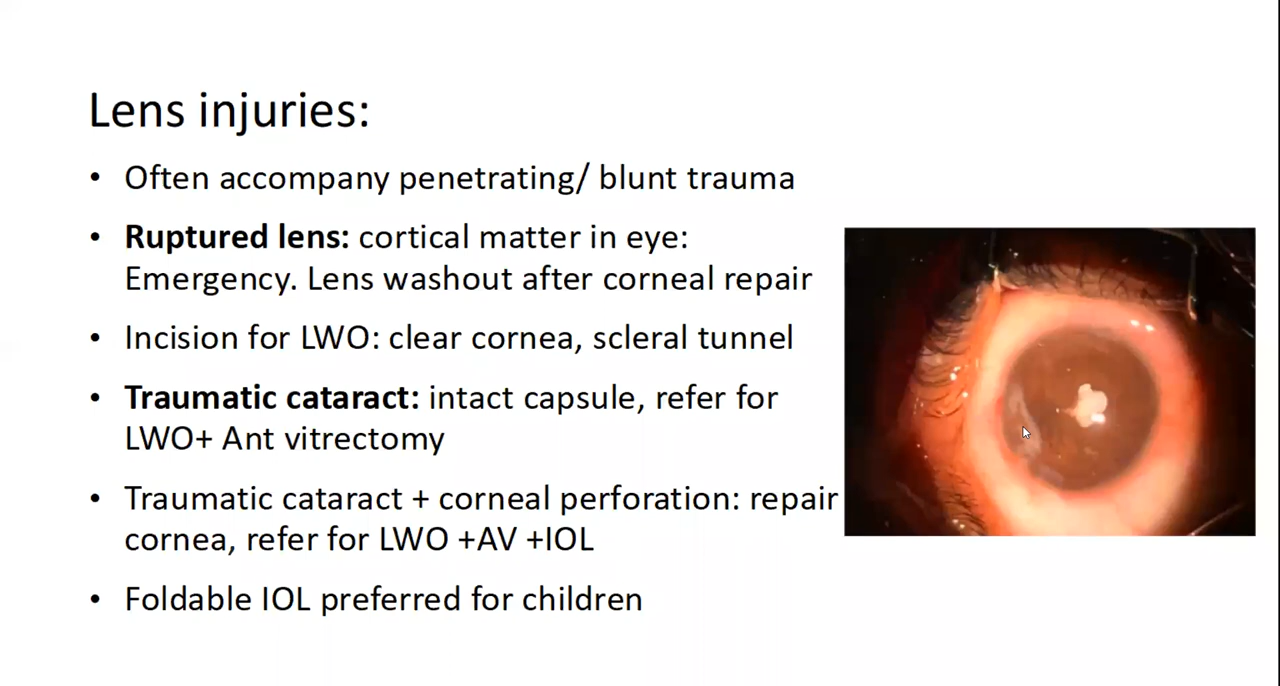 Lens injuries:
• Often accompany penetrating/ blunt trauma
• Ruptured lens: cortical matter in eye:
Emergency. Lens washout after corneal repair
• Incision for LWO: clear cornea, scleral tunnel
• Traumatic cataract: intact capsule, refer for
LWO+ Ant vitrectomy
• Traumatic cataract + corneal perforation: repair
cornea, refer for LWO +AV +IOL
• Foldable IOL preferred for children